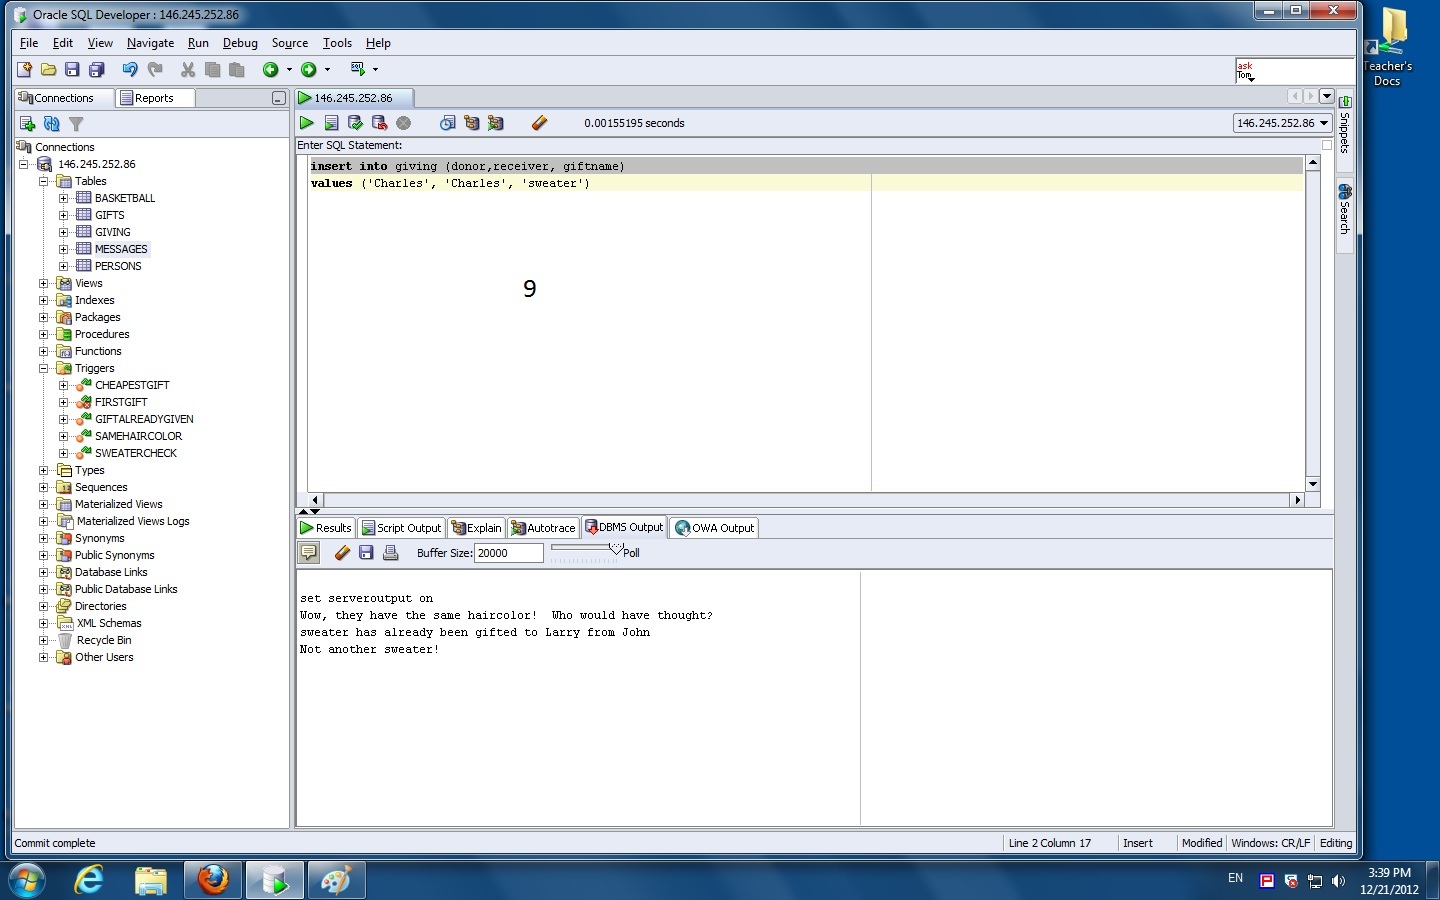 Oracle SQL Developer : 146.245.252.86
File Edit View Navigate Run Debug Source Tools Help
ask
Tom
Teacher's
Docs
Connections Reports
146.245.252.86
0.00155195 seconds
146.245.252.86
Snippets
Search
Connections
146.245.252.86
Tables
BASKETBALL
GIFTS
GIVING
MESSAGES
PERSONS
Views
Indexes
Packages
Procedures
Functions
Triggers
CHEAPESTGIFT
FIRSTGIFT
GIFTALREADYGIVEN
SAMEHAIRCOLOR
SWEATERCHECK
Types
Sequences
Materialized Views
Materialized Views Logs
Synonyms
Public Synonyms
Database Links
Public Database Links
Directories
XML Schemas
Recycle Bin
Other Users
Enter SQL Statement:
insert into giving (donor,receiver, giftname)
values ('Charles', 'Charles', 'sweater')
9
Results Script Output Explain Autotrace DBMS Output OWA Output
Buffer Size: 20000 Poll
set serveroutput on
Wow, they have the same haircolor!  Who would have thought?
sweater has already been gifted to Larry from John
Not another sweater!
Commit complete Line 2 Column 17 Insert Modified Windows: CR/LF Editing
EN
3:39 PM
12/21/2012